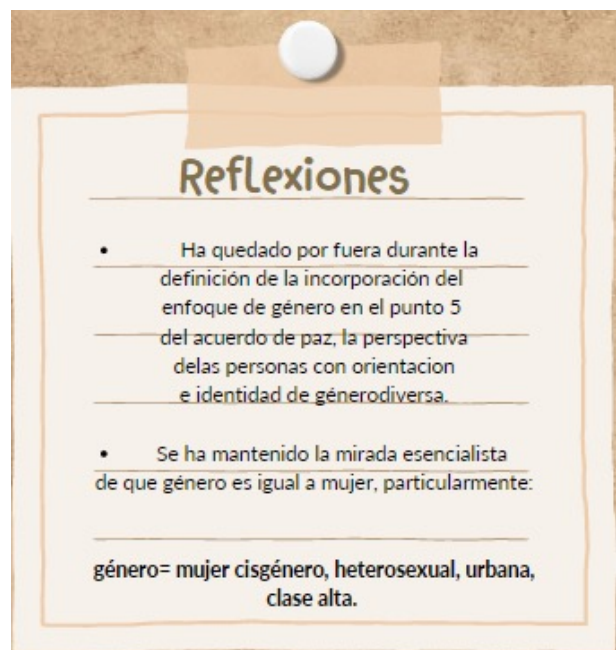 Reflexiones
• Ha quedado por fuera durante la
definición de la incorporación del
enfoque de género en el punto 5
del acuerdo de paz, la perspectiva
delas personas con orientacion
e identidad de génerodiversa.
• Se ha mantenido la mirada esencialista
de que género es igual a mujer, particularmente:
género= mujer cisgénero, heterosexual, urbana,
clase alta.